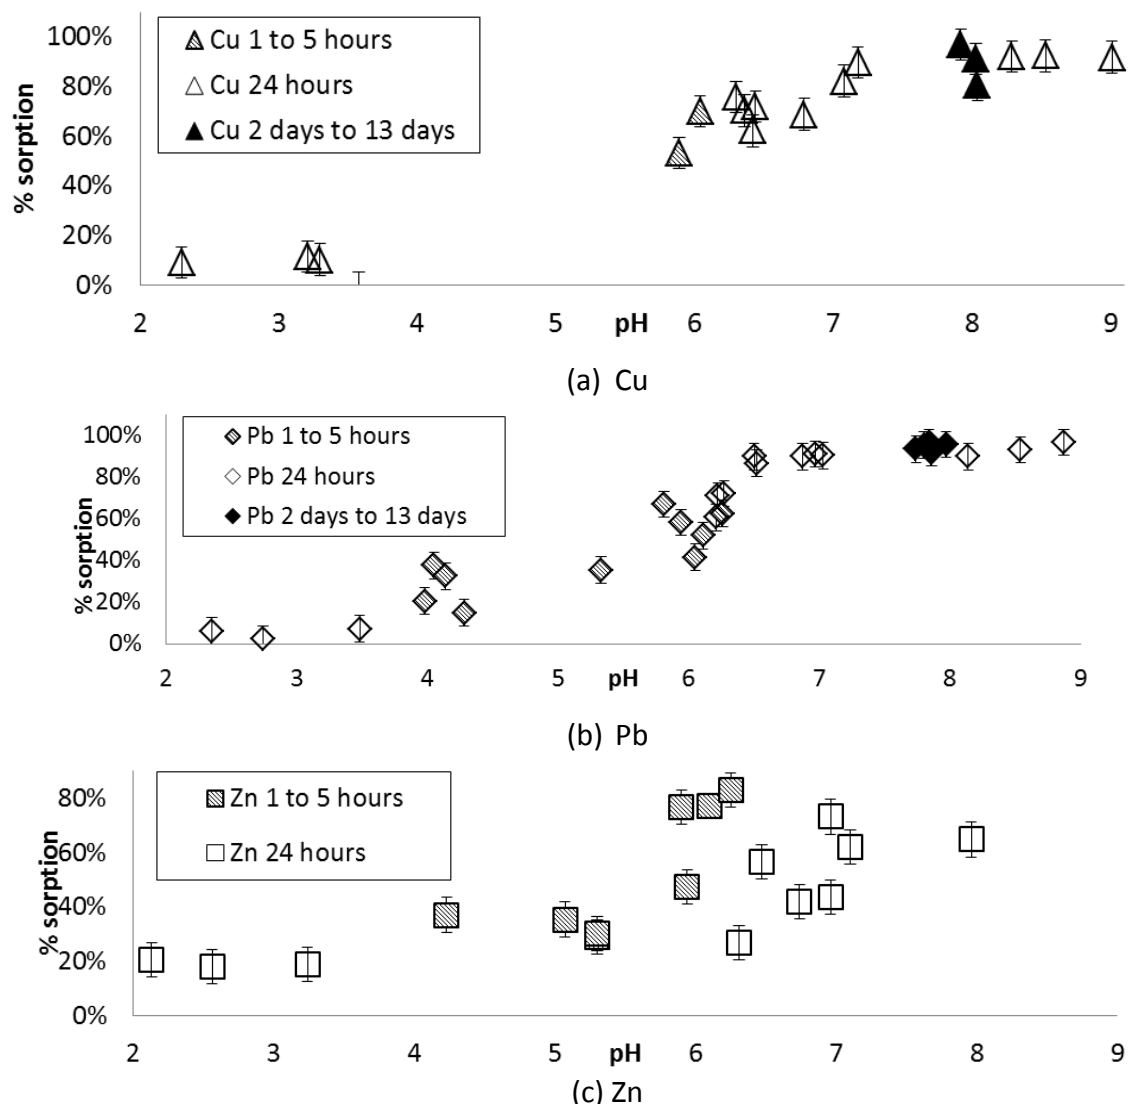 100%
80%
60%
40%
20%
0%
% sorption
Cu 1 to 5 hours
Cu 24 hours
Cu 2 days to 13 days
2 3 4 5 pH 6 7 8 9
(a) Cu
100%
80%
60%
40%
20%
0%
% sorption
Pb 1 to 5 hours
Pb 24 hours
Pb 2 days to 13 days
2 3 4 5 pH 6 7 8 9
(b) Pb
80%
60%
40%
20%
0%
% sorption
Zn 1 to 5 hours
Zn 24 hours
2 3 4 5 pH 6 7 8 9
(c) Zn